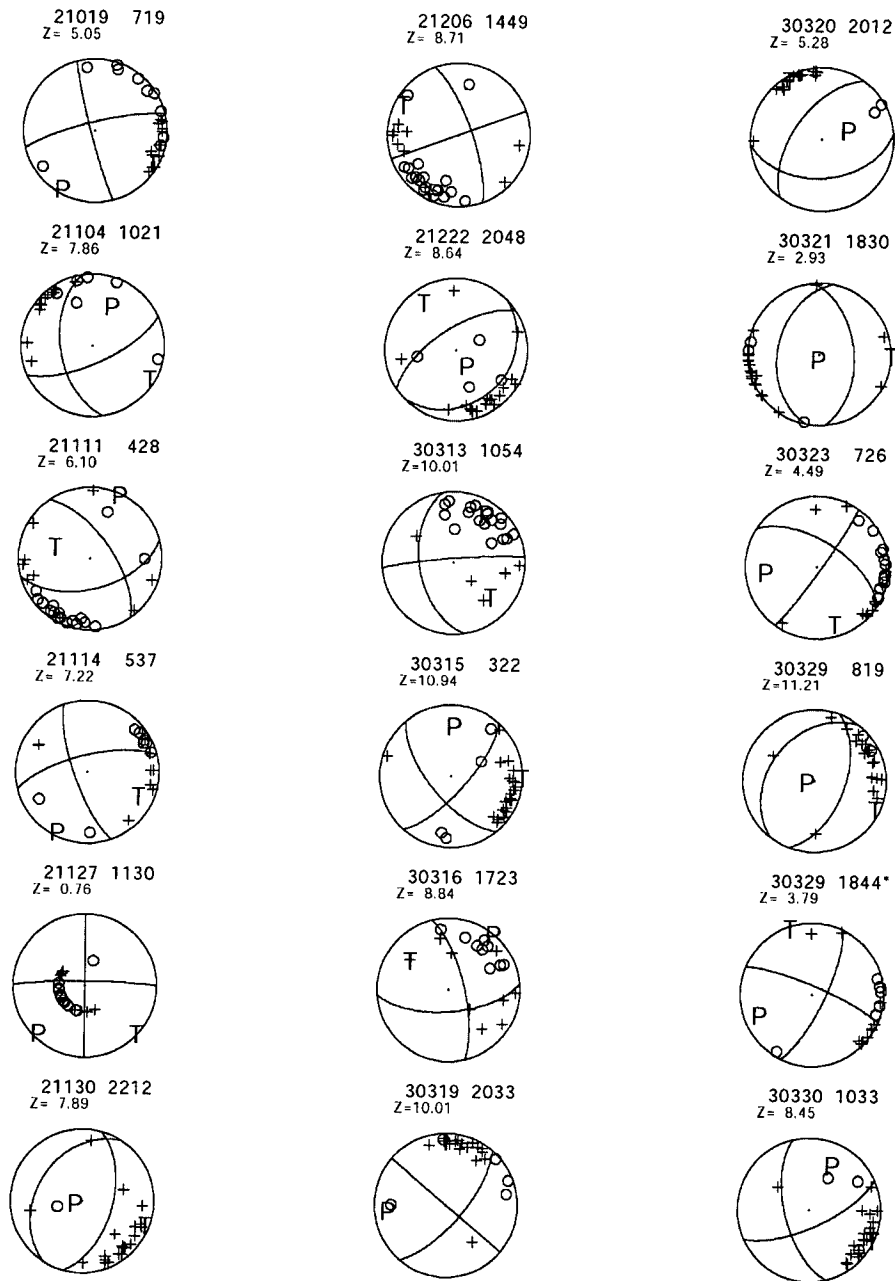 21019 719
Z= 5.05
P
T
21206 1449
Z= 8.71
T
30320 2012
Z= 5.28
P
21104 1021
Z= 7.86
P
T
21222 2048
Z= 8.64
T
P
30321 1830
Z= 2.93
P
T
21111 428
Z= 6.10
P
T
30313 1054
Z=10.01
T
30323 726
Z= 4.49
P
T
21114 537
Z= 7.22
T
P
30315 322
Z=10.94
P
30329 819
Z=11.21
P
T
21127 1130
Z= 0.76
P
T
30316 1723
Z= 8.84
P
T
30329 1844*
Z= 3.79
T
P
21130 2212
Z= 7.89
P
T
30319 2033
Z=10.01
P
30330 1033
Z= 8.45
P